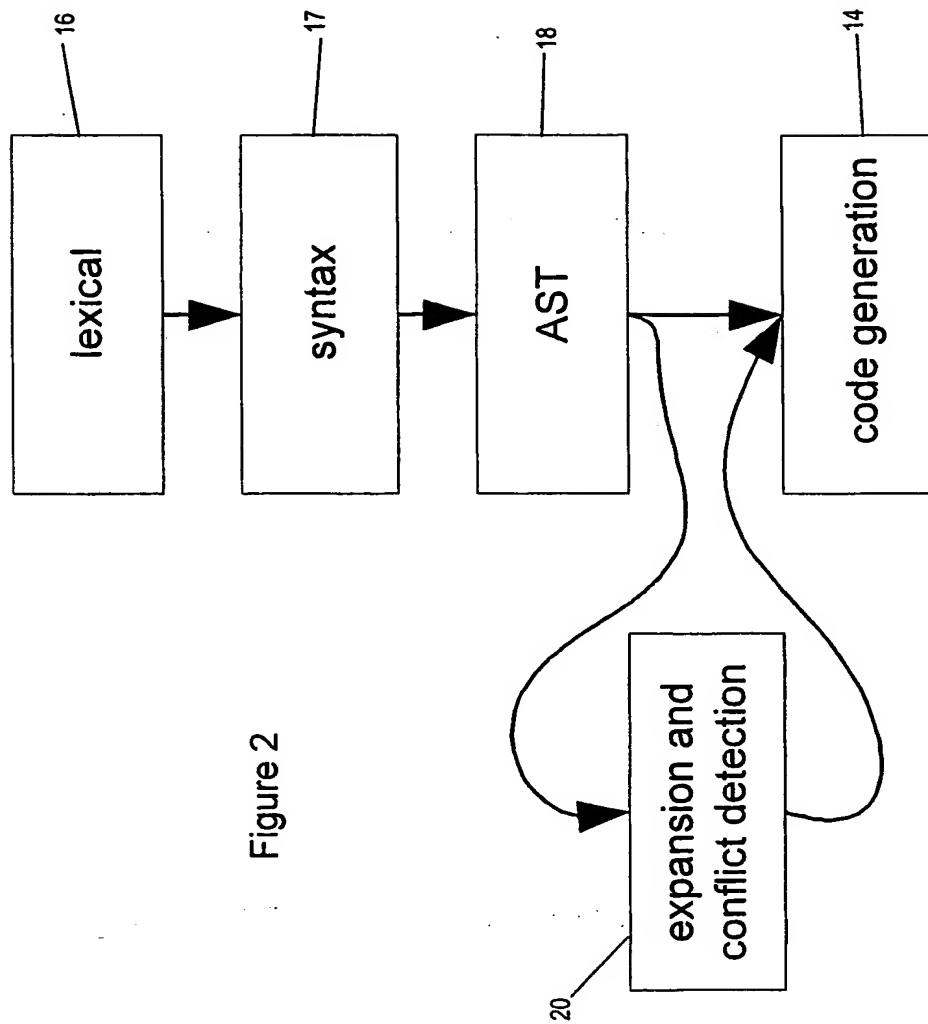 lexical
16
syntax
17
AST
18
code generation
14
expansion and
conflict detection
20
Figure 2